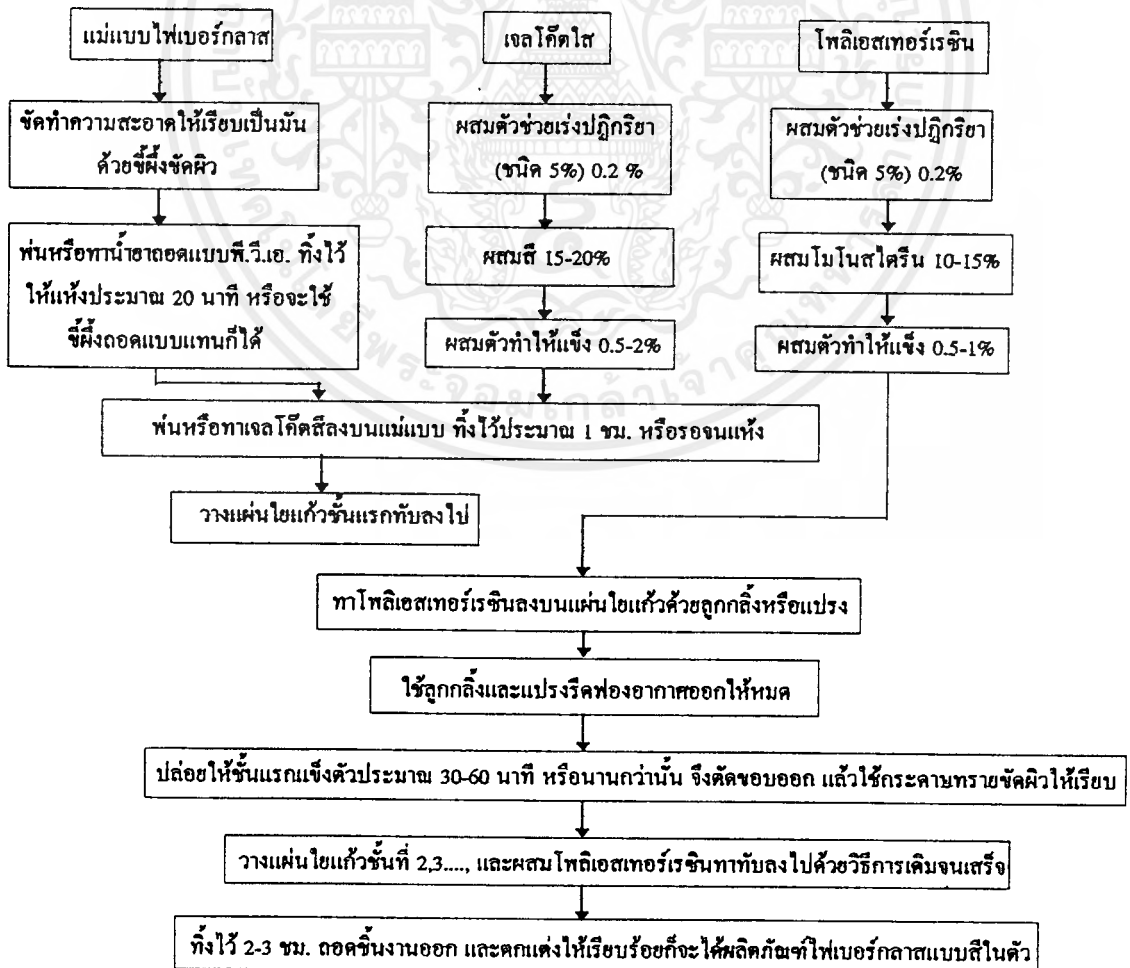 แม่แบบไฟเบอร์กลาส
เจลโค๊ตใส
โพลิเอสเทอร์เรซิน
ขัดทำความสะอาดให้เรียบเป็นมัน
ด้วยขี้ผึ้งขัดผิว
ผสมตัวช่วยเร่งปฏิกริยา
(ชนิด 5%) 0.2 %
ผสมตัวช่วยเร่งปฏิกริยา
(ชนิด 5%) 0.2%
พ่นหรือทาน้ำยาถอดแบบพี.วี.เอ. ทิ้งไว้
ให้แห้งประมาณ 20 นาที หรือจะใช้
ขี้ผึ้งถอดแบบแทนก็ได้
ผสมสี 15-20%
ผสมโมโนสไตรีน 10-15%
ผสมตัวทำให้แข็ง 0.5-2%
ผสมตัวทำให้แข็ง 0.5-1%
พ่นหรือทาเจลโค๊ตสีลงบนแม่แบบ ทิ้งไว้ประมาณ 1 ชม. หรือรอจนแห้ง
วางแผ่นใยแก้วชั้นแรกทับลงไป
ทาโพลิเอสเทอร์เรซินลงบนแผ่นใยแก้วด้วยลูกกลิ้งหรือแปรง
ใช้ลูกกลิ้งและแปรงรีดฟองอากาศออกให้หมด
ปล่อยให้ชั้นแรกแข็งตัวประมาณ 30-60 นาที หรือนานกว่านั้น จึงตัดขอบออก แล้วใช้กระดาษทรายขัดผิวให้เรียบ
วางแผ่นใยแก้วชั้นที่ 2,3...., และผสมโพลิเอสเทอร์เรซินทาทับลงไปด้วยวิธีการเดิมจนเสร็จ
ทิ้งไว้ 2-3 ชม. ถอดชิ้นงานออก และตกแต่งให้เรียบร้อยก็จะได้ผลิตภัณฑ์ไฟเบอร์กลาสแบบสีในตัว